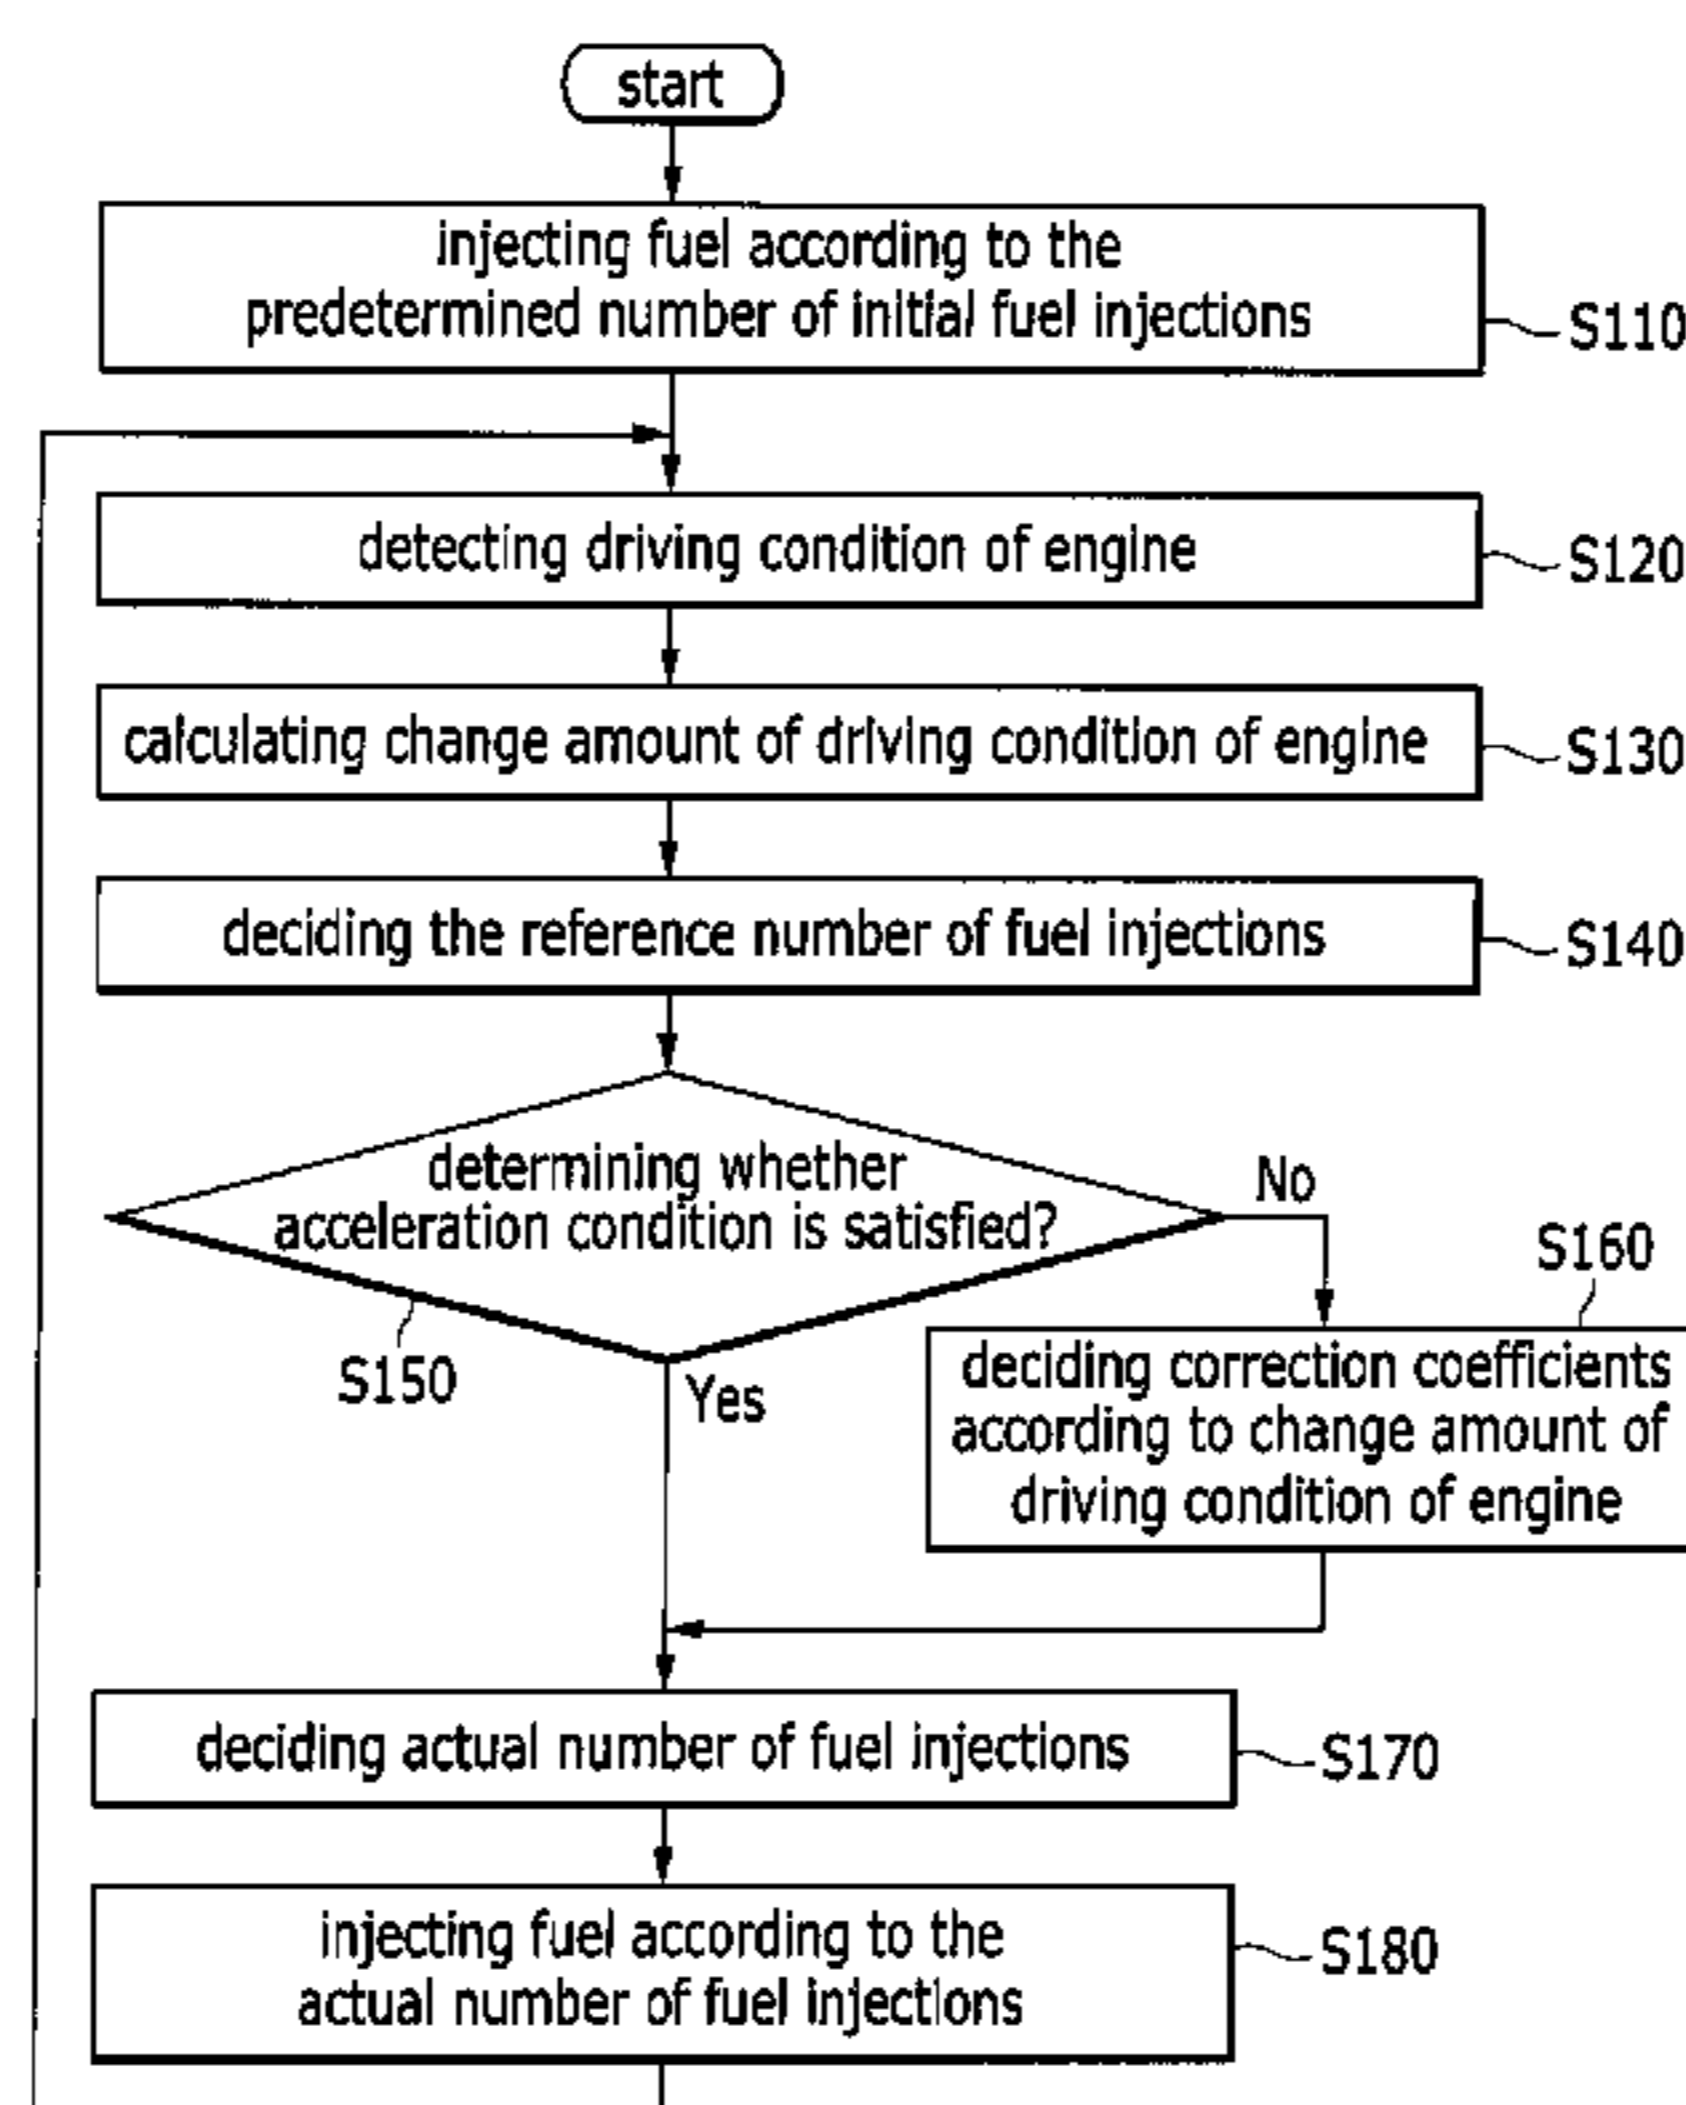 start
injecting fuel according to the
predetermined number of initial fuel injections
S110
detecting driving condition of engine
S120
calculating change amount of driving condition of engine
S130
deciding the reference number of fuel injections
S140
determining whether
acceleration condition is satisfied?
No
S150
Yes
S160
deciding correction coefficients
according to change amount of
driving condition of engine
deciding actual number of fuel injections
S170
injecting fuel according to the
actual number of fuel injections
S180